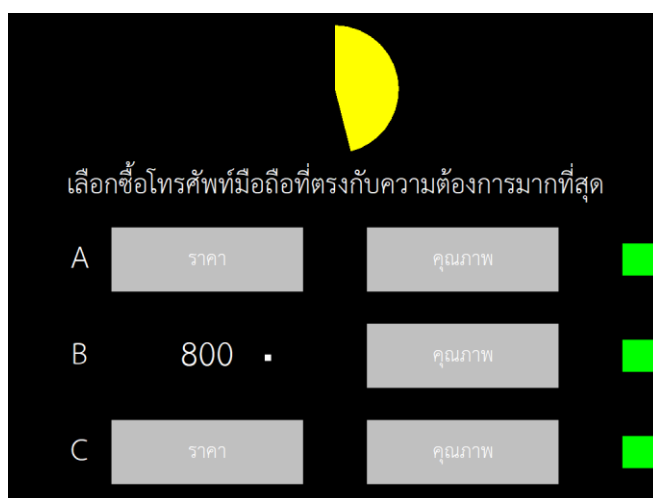 เลือกซื้อโทรศัพท์มือถือที่ตรงกับความต้องการมากที่สุด
A ราคา คุณภาพ
B 800 คุณภาพ
C ราคา คุณภาพ